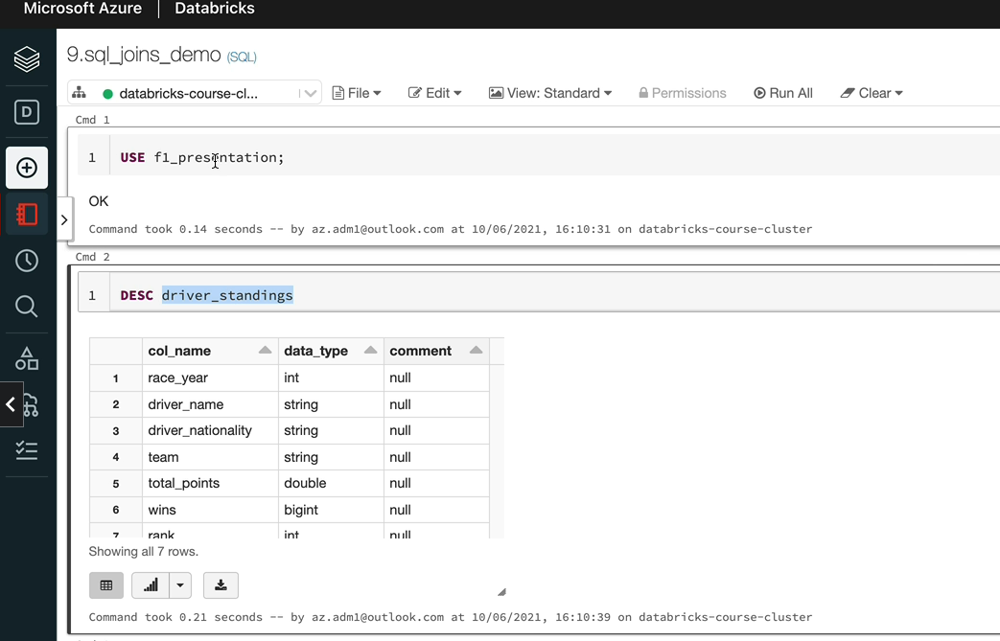 Microsoft Azure | Databricks
9.sql_joins_demo (SQL)
databricks-course-cl... File Edit View: Standard Permissions Run All Clear
D
Cmd 1
1 USE f1_presentation;
OK
Command took 0.14 seconds -- by az.adm1@outlook.com at 10/06/2021, 16:10:31 on databricks-course-cluster
Cmd 2
1 DESC driver_standings
col_name data_type comment
1 race_year int null
2 driver_name string null
3 driver_nationality string null
4 team string null
5 total_points double null
6 wins bigint null
7 rank int null
Showing all 7 rows.
Command took 0.21 seconds -- by az.adm1@outlook.com at 10/06/2021, 16:10:39 on databricks-course-cluster